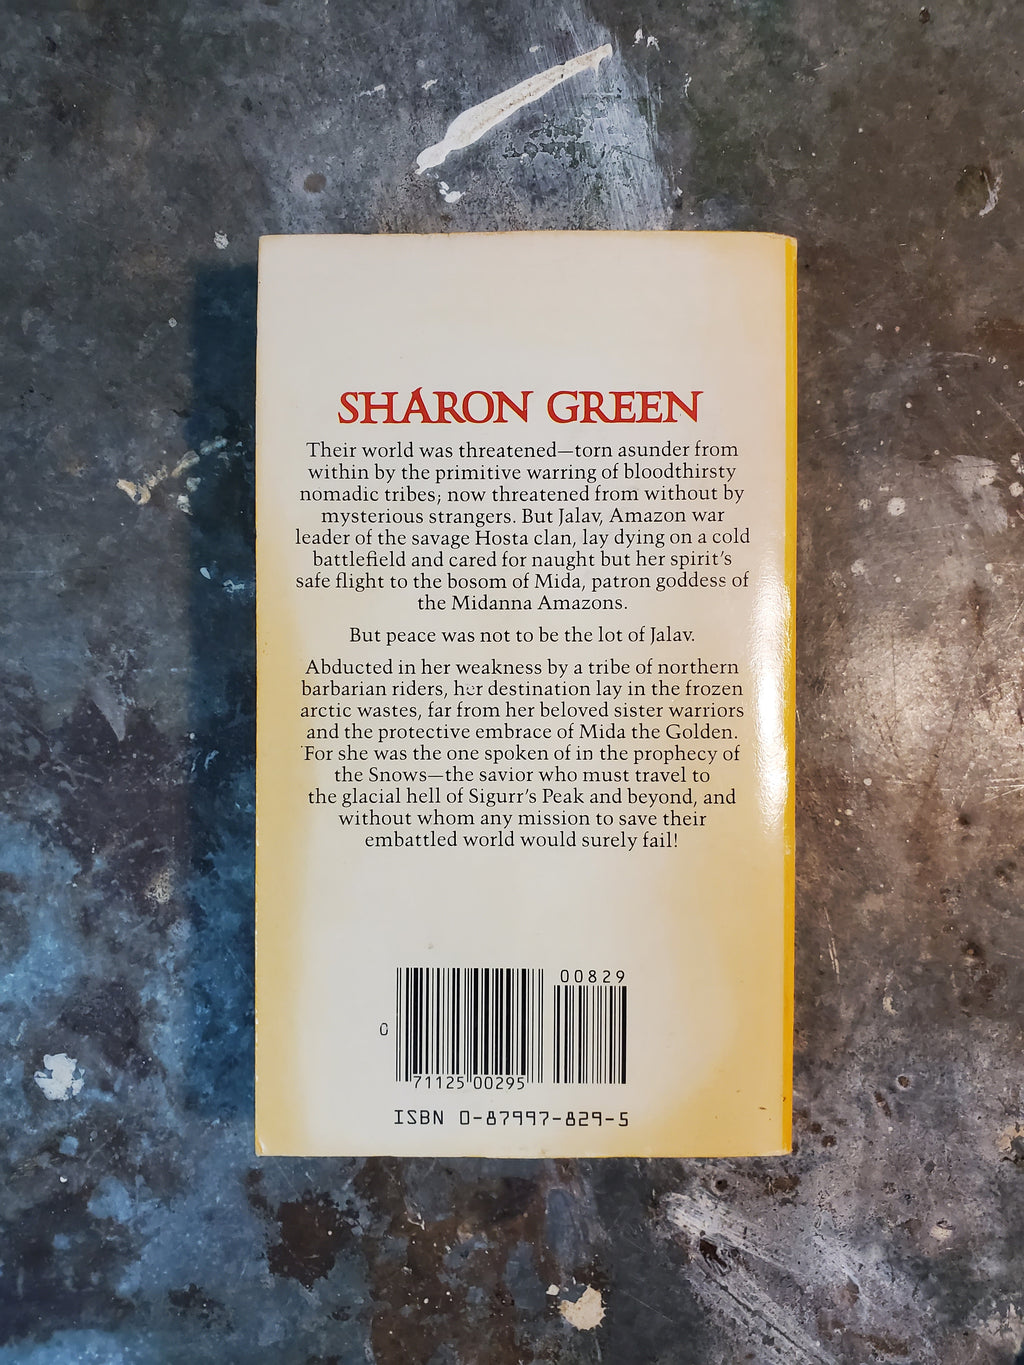 SHARON GREEN
Their world was threatened—torn asunder from
within by the primitive warring of bloodthirsty
nomadic tribes; now threatened from without by
mysterious strangers. But Jalav, Amazon war
leader of the savage Hosta clan, lay dying on a cold
battlefield and cared for naught but her spirit's
safe flight to the bosom of Mida, patron goddess of
the Midanna Amazons.
But peace was not to be the lot of Jalav.
Abducted in her weakness by a tribe of northern
barbarian riders, her destination lay in the frozen
arctic wastes, far from her beloved sister warriors
and the protective embrace of Mida the Golden.
For she was the one spoken of in the prophecy of
the Snows—the savior who must travel to
the glacial hell of Sigurr's Peak and beyond, and
without whom any mission to save their
embattled world would surely fail!
00829
0
71125 00295
ISBN 0-87997-829-5